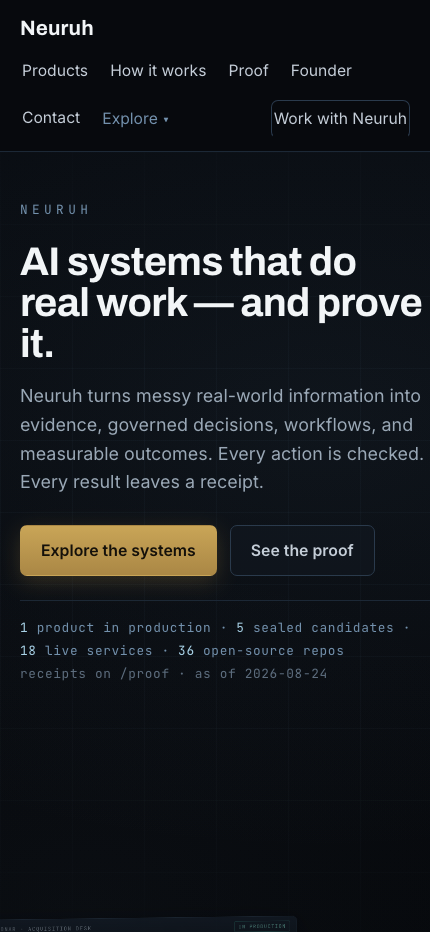 Neuruh
Products How it works Proof Founder
Contact Explore ▾ Work with Neuruh
NEURUH
AI systems that do
real work — and prove
it.
Neuruh turns messy real-world information into
evidence, governed decisions, workflows, and
measurable outcomes. Every action is checked.
Every result leaves a receipt.
Explore the systems See the proof
1 product in production · 5 sealed candidates ·
18 live services · 36 open-source repos
receipts on /proof · as of 2026-08-24
· ACQUISITION DESK IN PRODUCTION